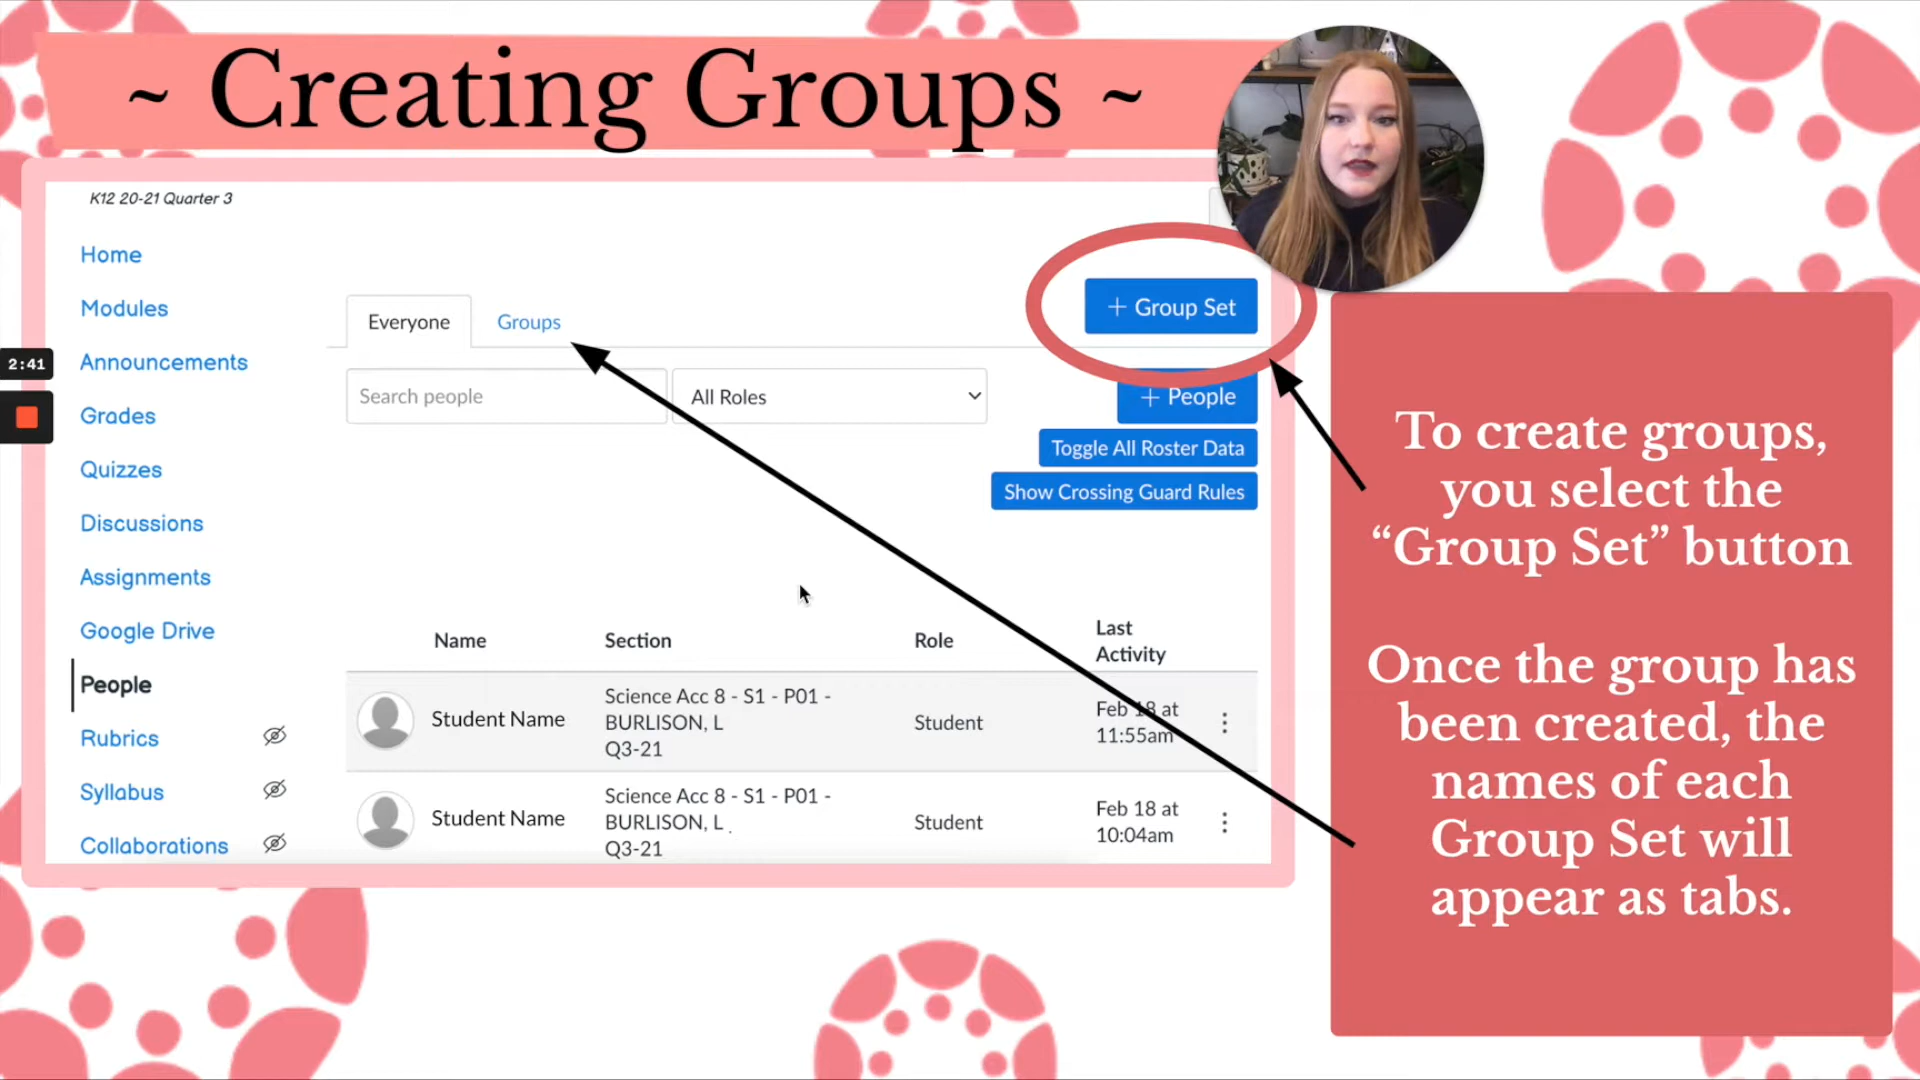 ~ Creating Groups ~
K12 20-21 Quarter 3
Home
Modules
Announcements
Grades
Quizzes
Discussions
Assignments
Google Drive
People
Rubrics
Syllabus
Collaborations
2:41
Everyone
Groups
+ Group Set
Search people
All Roles
+ People
Toggle All Roster Data
Show Crossing Guard Rules
Name
Section
Role
Last
Activity
Student Name
Science Acc 8 - S1 - P01 -
BURLISON, L
Q3-21
Student
Feb 18 at
11:55am
Student Name
Science Acc 8 - S1 - P01 -
BURLISON, L
Q3-21
Student
Feb 18 at
10:04am
To create groups,
you select the
“Group Set” button
Once the group has
been created, the
names of each
Group Set will
appear as tabs.